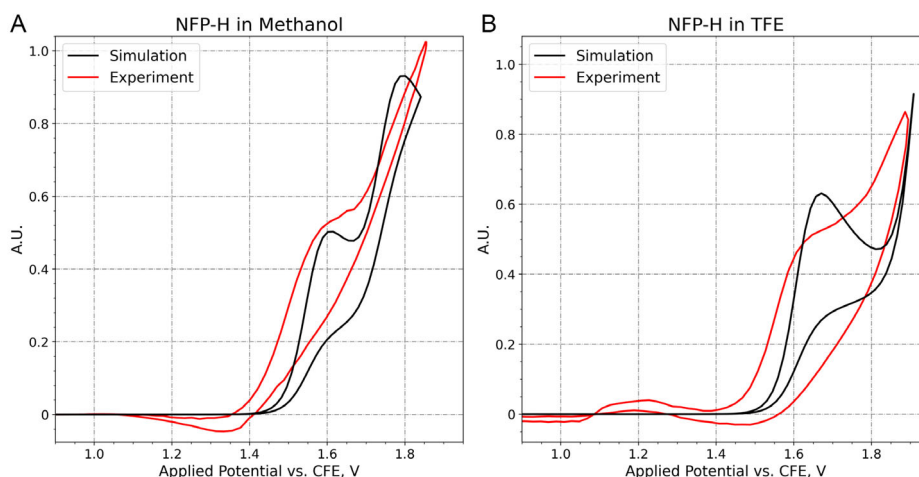 A
NFP-H in Methanol
Simulation
Experiment
1.0
0.8
0.6
0.4
0.2
0
A.U.
1.0
1.2
1.4
1.6
1.8
Applied Potential vs. CFE, V
B
NFP-H in TFE
Simulation
Experiment
1.0
0.8
0.6
0.4
0.2
0
A.U.
1.0
1.2
1.4
1.6
1.8
Applied Potential vs. CFE, V